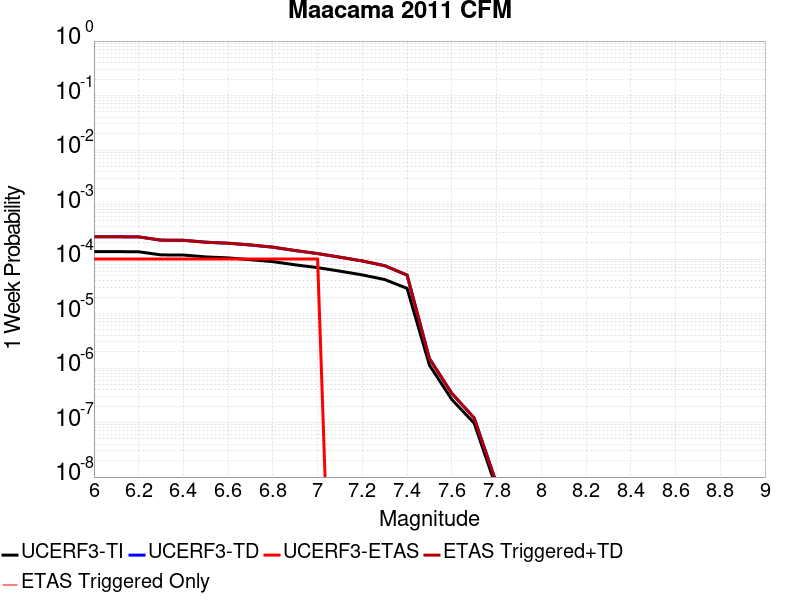 Maacama 2011 CFM
10^0
10^-1
10^-2
10^-3
10^-4
10^-5
10^-6
10^-7
10^-8
1 Week Probability
6 6.2 6.4 6.6 6.8 7 7.2 7.4 7.6 7.8 8 8.2 8.4 8.6 8.8 9
Magnitude
UCERF3-TI UCERF3-TD UCERF3-ETAS ETAS Triggered+TD
ETAS Triggered Only